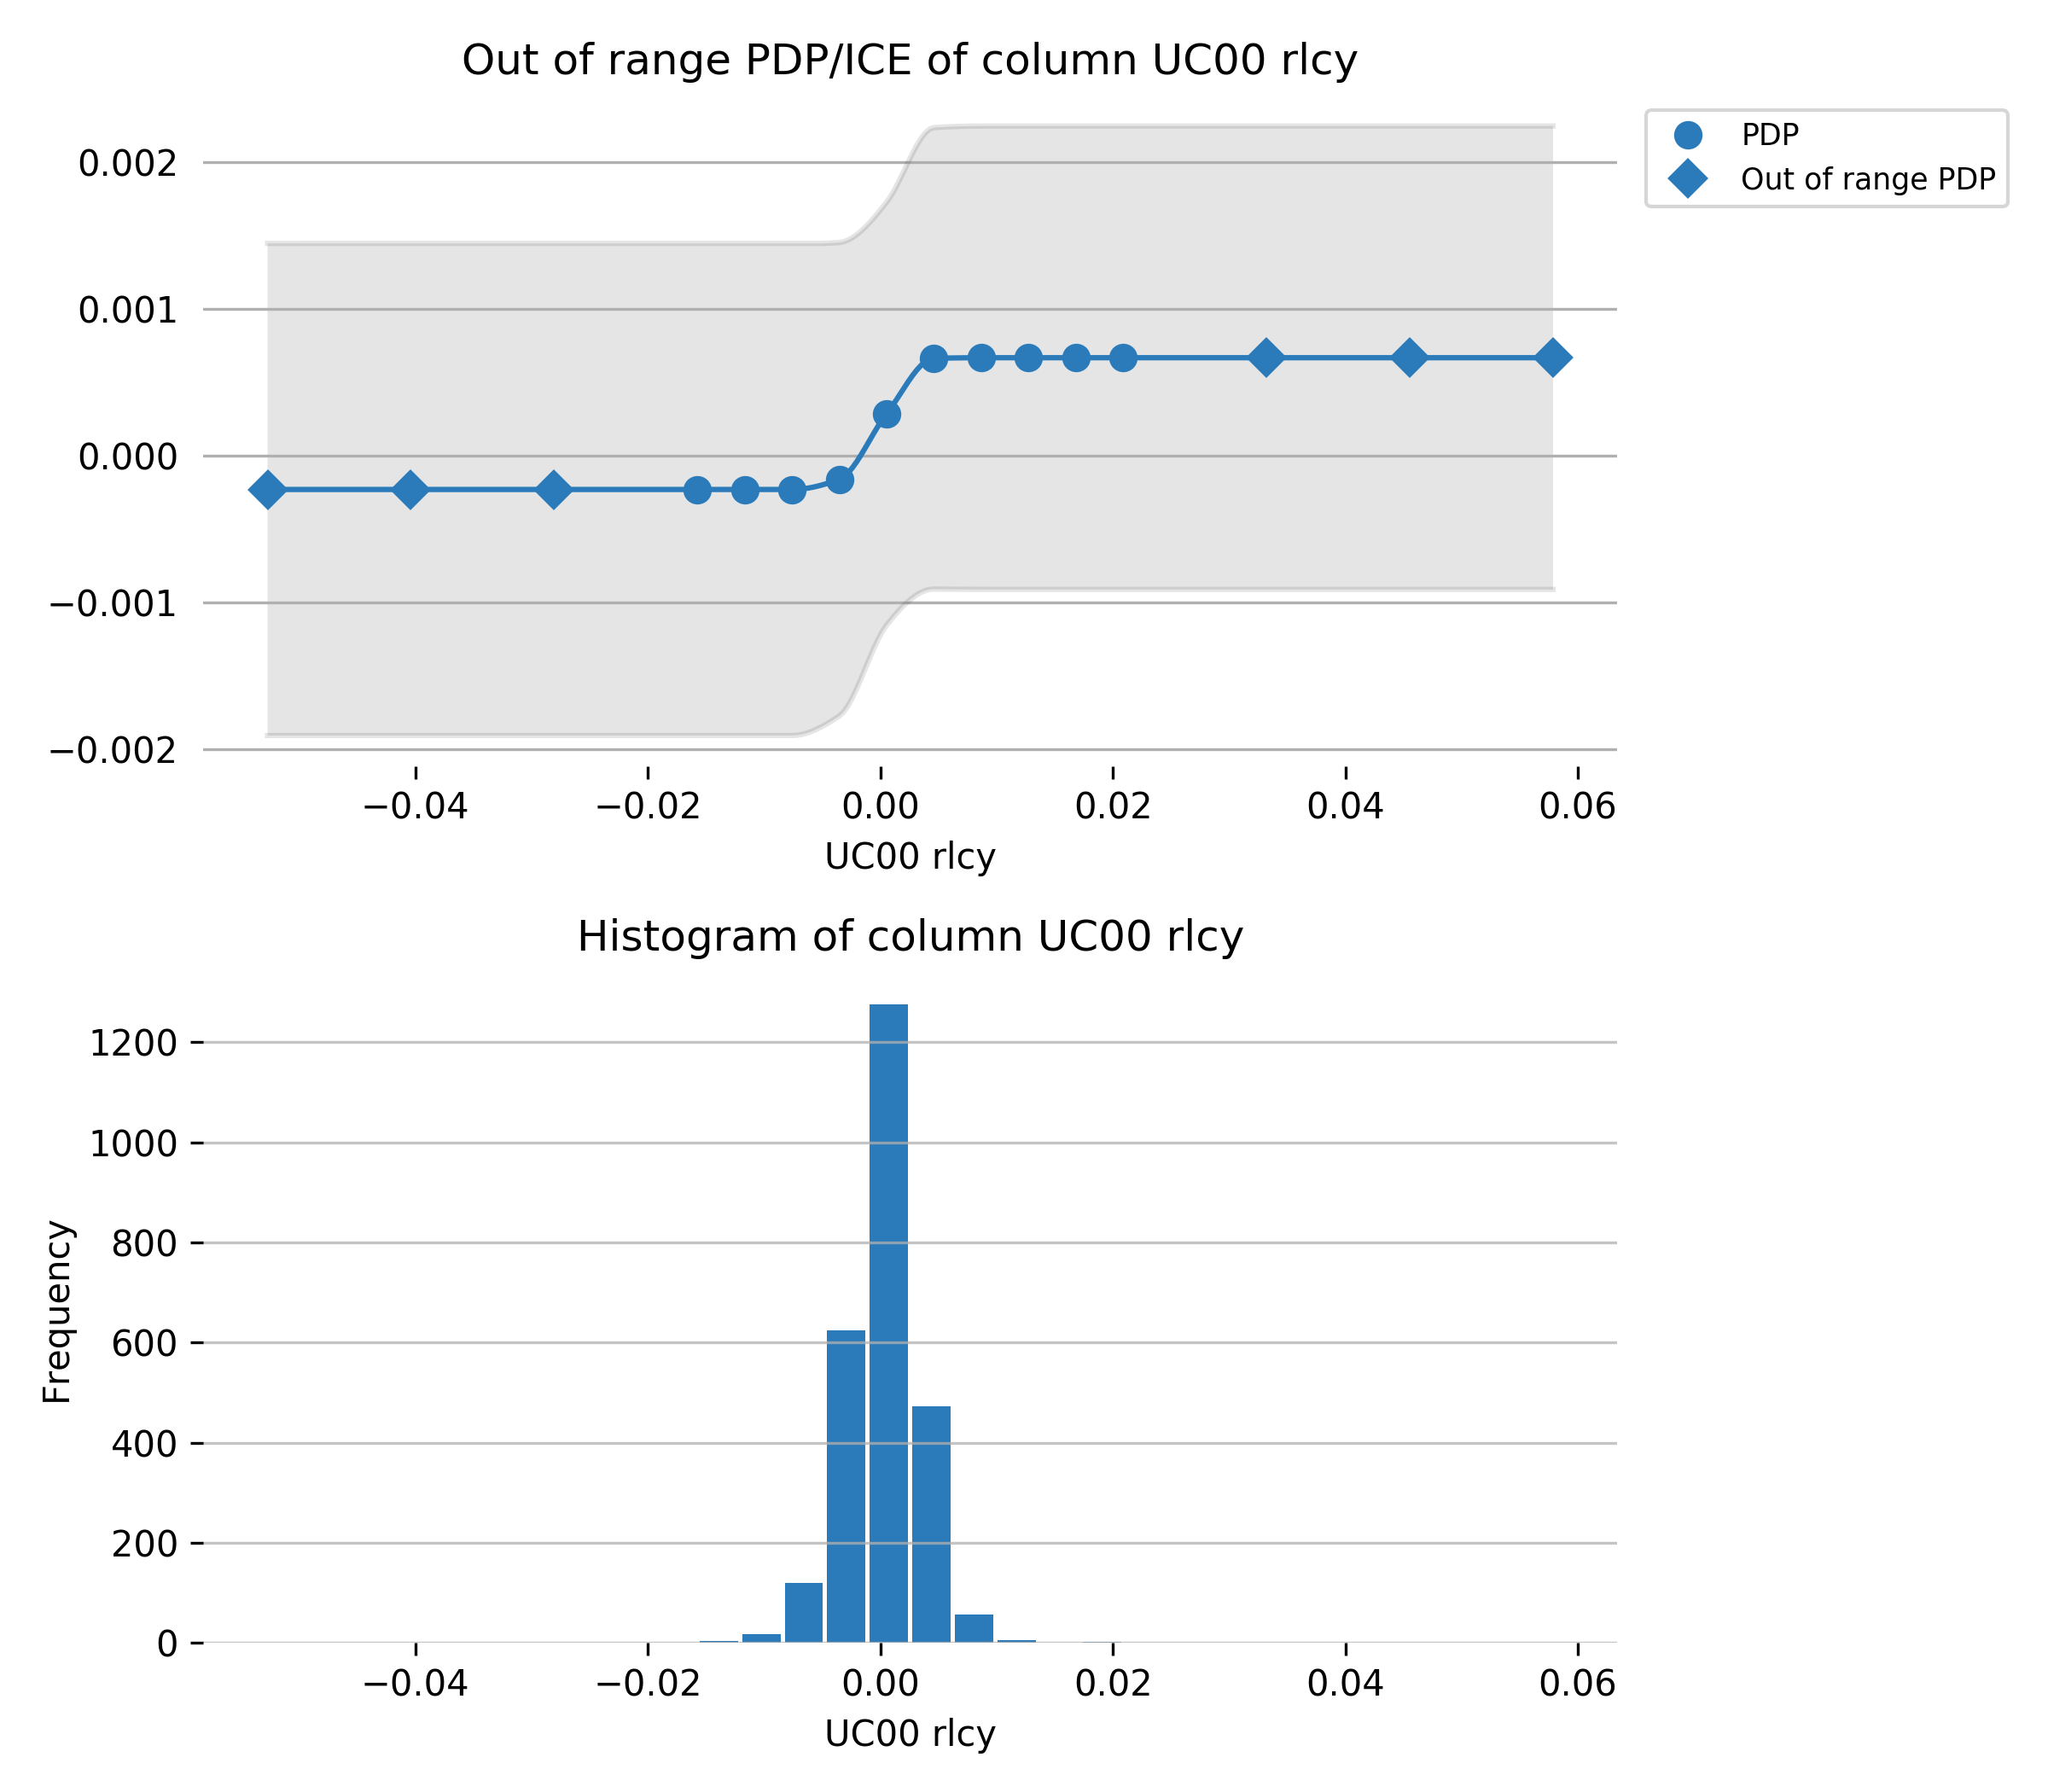 Out of range PDP/ICE of column UC00 rlcy
PDP
Out of range PDP
0.002
0.001
0.000
−0.001
−0.002
−0.04 −0.02 0.00 0.02 0.04 0.06
UC00 rlcy
Histogram of column UC00 rlcy
Frequency
1200
1000
800
600
400
200
0
−0.04 −0.02 0.00 0.02 0.04 0.06
UC00 rlcy